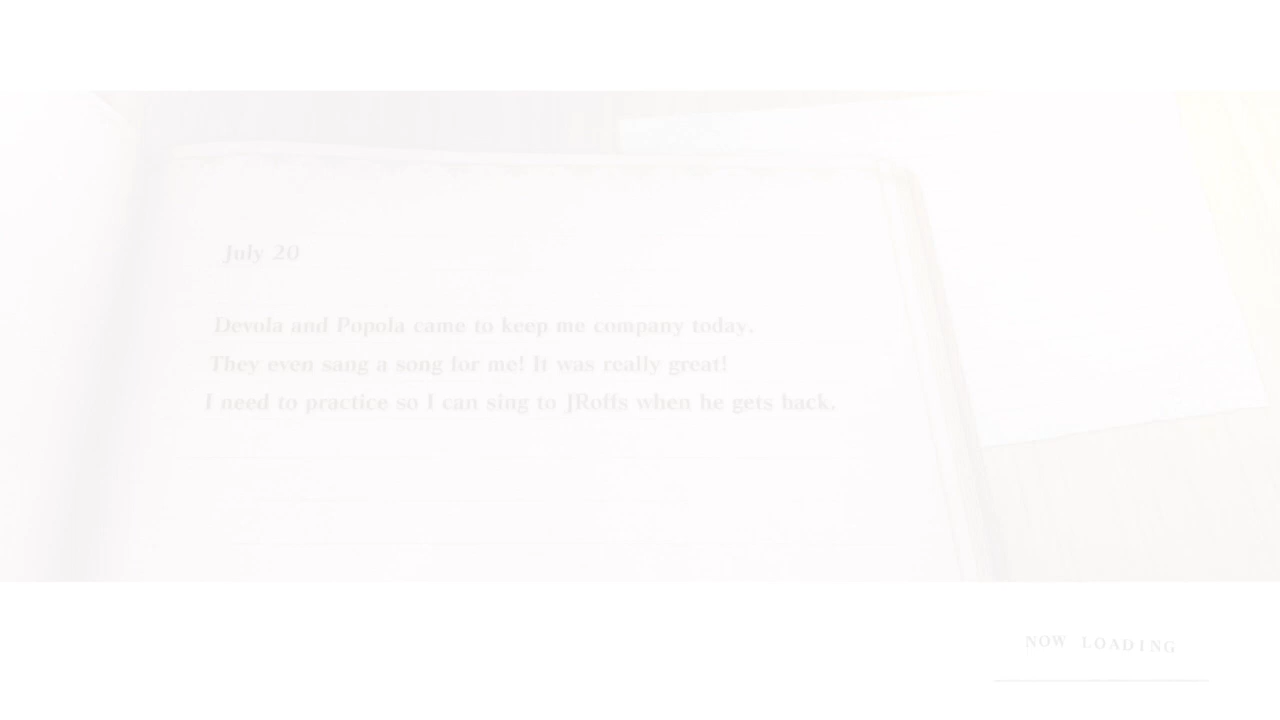 July 20
Devola and Popola came to keep me company today.
They even sang a song for me! It was really great!
I need to practice so I can sing to JRoffs when he gets back.
NOW LOADING